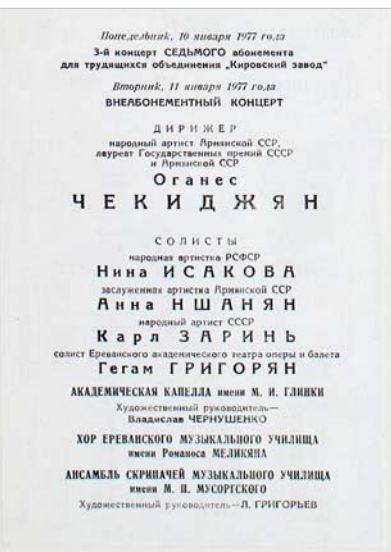 Понедельник, 10 января 1977 года
3-й концерт СЕДЬМОГО абонемента
для трудящихся объединения „Кировский завод"
Вторник, 11 января 1977 года
ВНЕАБОНЕМЕНТНЫЙ КОНЦЕРТ
ДИРИЖЕР
народный артист Армянской ССР,
лауреат Государственных премий СССР
и Армянской ССР
Оганес
ЧЕКИДЖЯН
СОЛИСТЫ
народная артистка РСФСР
Нина ИСАКОВА
заслуженная артистка Армянской ССР
Анна НШАНЯН
народный артист СССР
Карл ЗАРИНЬ
солист Ереванского академического театра оперы и балета
Гегам ГРИГОРЯН
АКАДЕМИЧЕСКАЯ КАПЕЛЛА имени М. И. ГЛИНКИ
Художественный руководитель—
Владислав ЧЕРНУШЕНКО
ХОР ЕРЕВАНСКОГО МУЗЫКАЛЬНОГО УЧИЛИЩА
имени Романоса МЕЛИКЯНА
АНСАМБЛЬ СКРИПАЧЕЙ МУЗЫКАЛЬНОГО УЧИЛИЩА
имени М. П. МУСОРГСКОГО
Художественный руководитель—Л. ГРИГОРЬЕВ